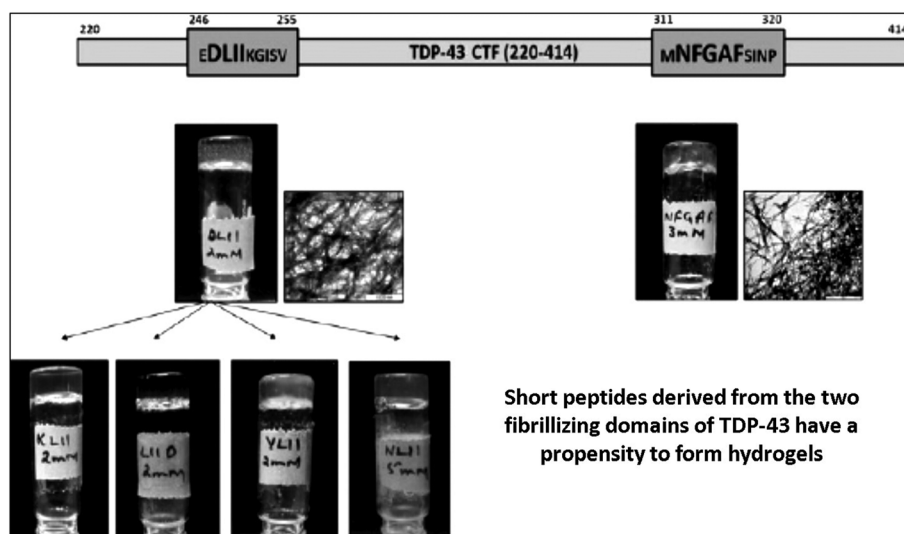 220
246
255
311
320
414
EDLIIKGISV
TDP-43 CTF (220-414)
MNFGAFSINP
DLII
2mM
NFGAF
3mM
KLII
2mM
LIID
2mM
YLII
2mM
NLII
5mM
Short peptides derived from the two
fibrillizing domains of TDP-43 have a
propensity to form hydrogels